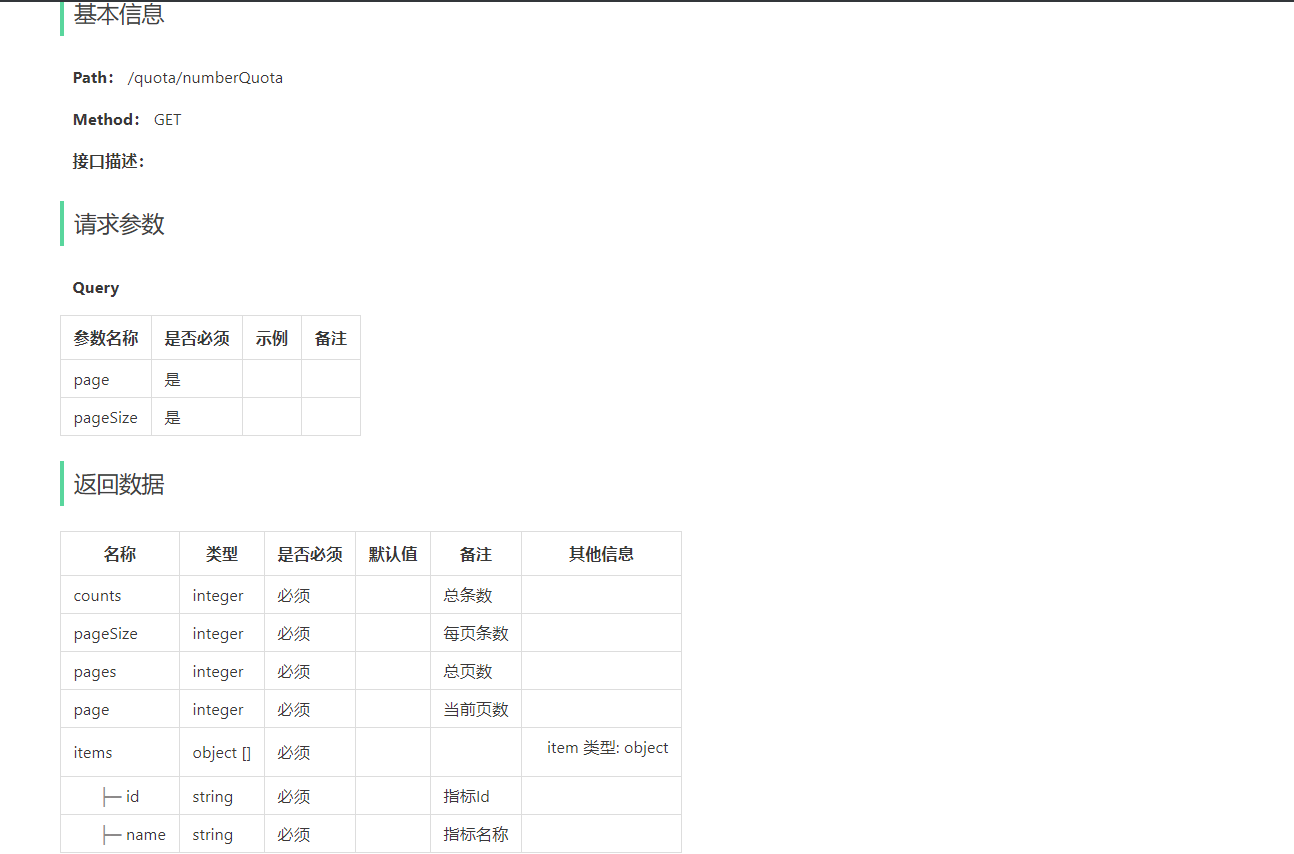 基本信息
Path： /quota/numberQuota
Method： GET
接口描述：
请求参数
Query
参数名称 是否必须 示例 备注
page 是
pageSize 是
返回数据
名称 类型 是否必须 默认值 备注 其他信息
counts integer 必须 总条数
pageSize integer 必须 每页条数
pages integer 必须 总页数
page integer 必须 当前页数
items object [] 必须 item 类型: object
├─ id string 必须 指标Id
├─ name string 必须 指标名称